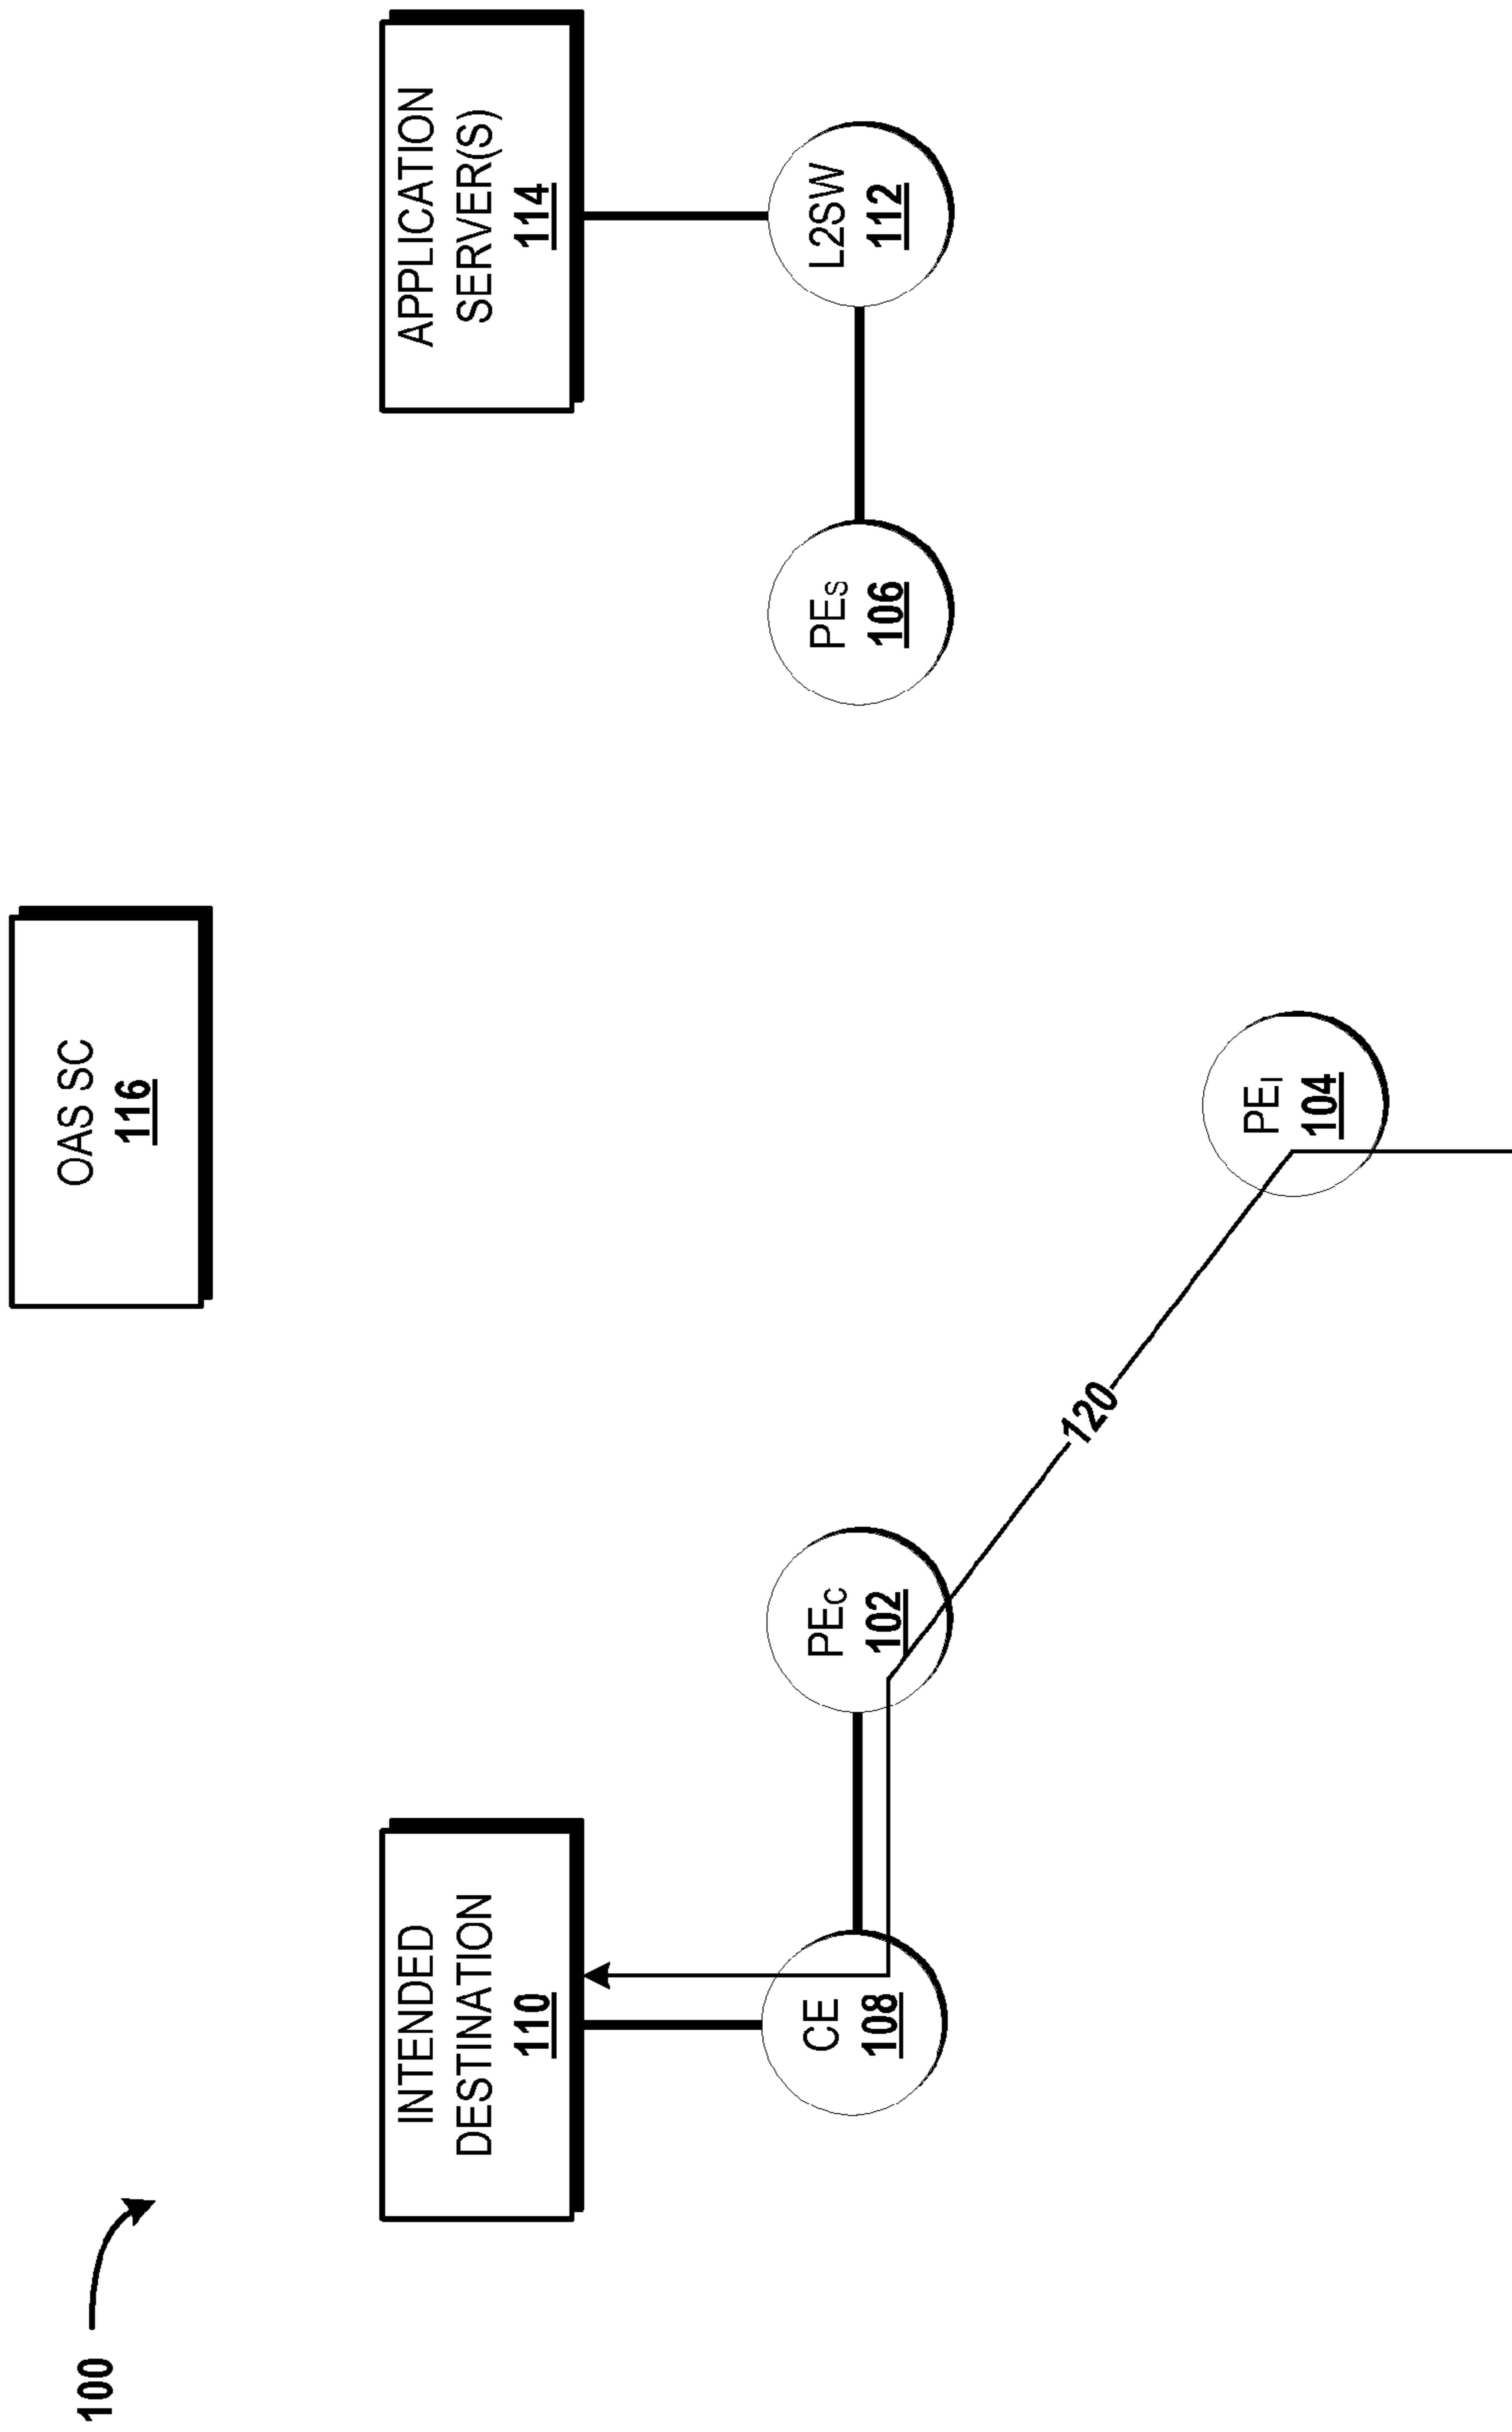 100
OAS SC
116
INTENDED
DESTINATION
110
APPLICATION
SERVER(S)
114
CE
108
PEC
102
PES
106
L2SW
112
120
PEI
104